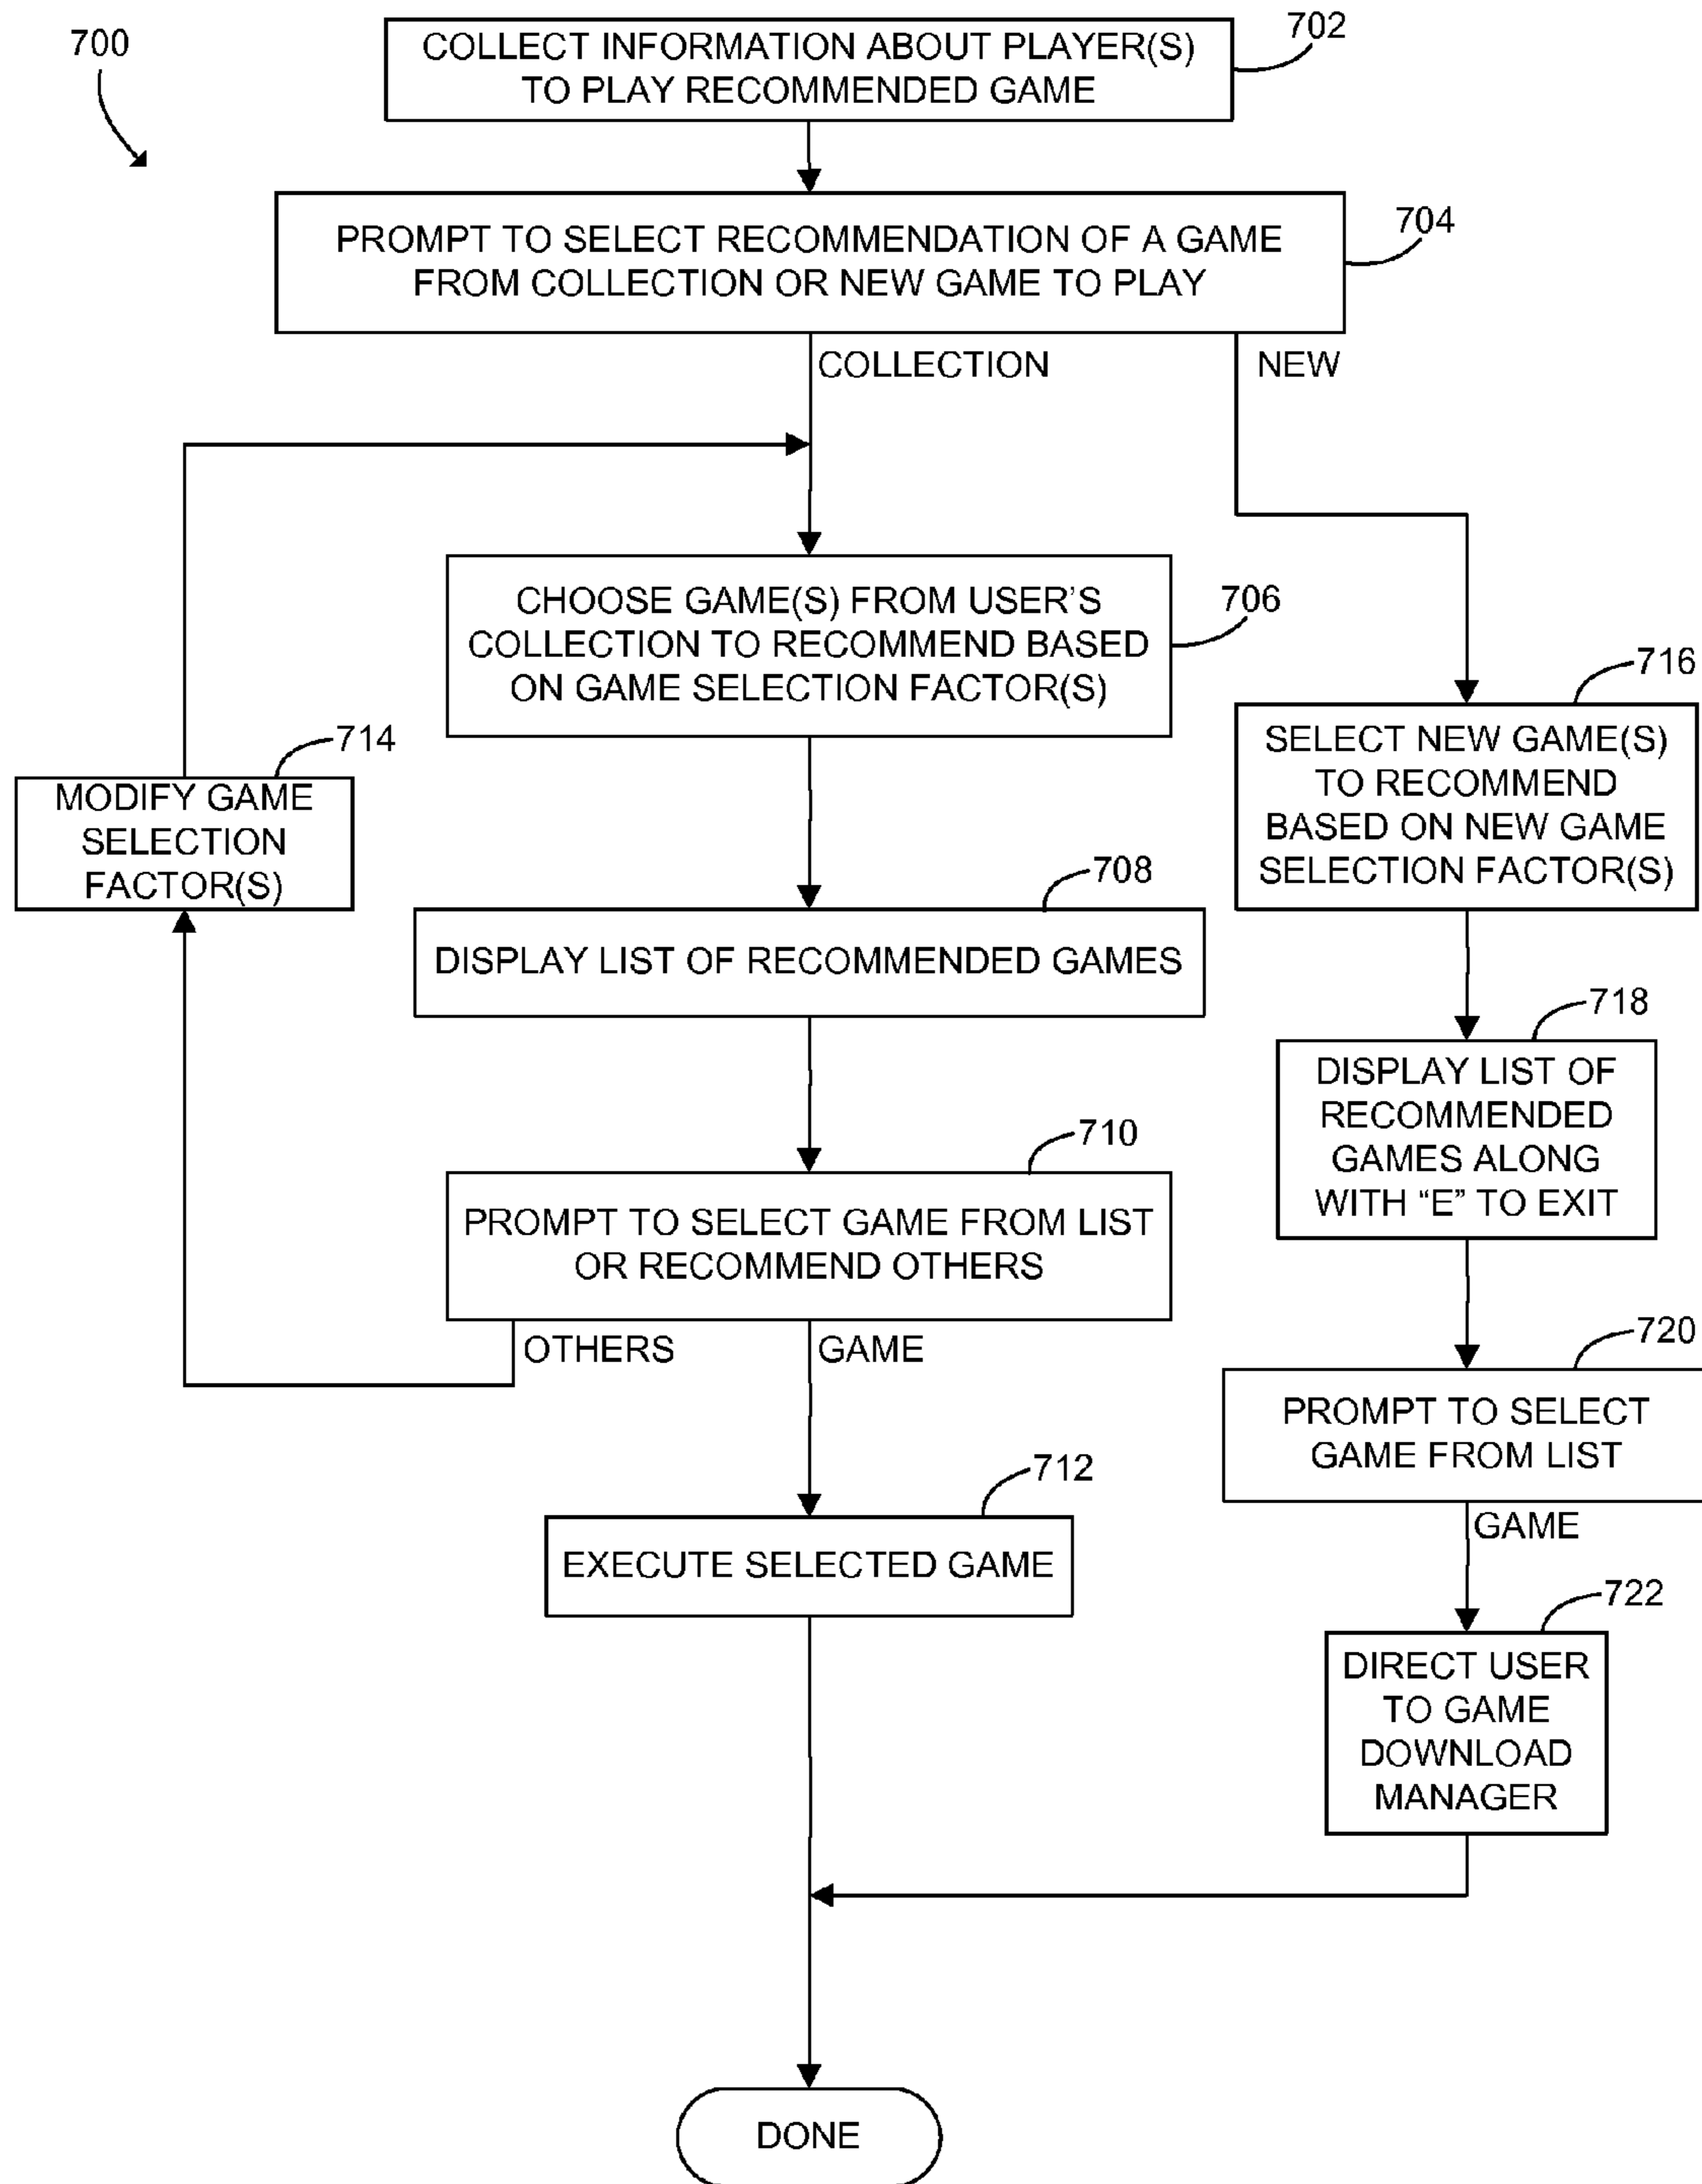 700
COLLECT INFORMATION ABOUT PLAYER(S)
TO PLAY RECOMMENDED GAME
702
PROMPT TO SELECT RECOMMENDATION OF A GAME
FROM COLLECTION OR NEW GAME TO PLAY
704
COLLECTION
NEW
CHOOSE GAME(S) FROM USER'S
COLLECTION TO RECOMMEND BASED
ON GAME SELECTION FACTOR(S)
706
714
MODIFY GAME
SELECTION
FACTOR(S)
716
SELECT NEW GAME(S)
TO RECOMMEND
BASED ON NEW GAME
SELECTION FACTOR(S)
708
DISPLAY LIST OF RECOMMENDED GAMES
718
DISPLAY LIST OF
RECOMMENDED
GAMES ALONG
WITH “E” TO EXIT
710
PROMPT TO SELECT GAME FROM LIST
OR RECOMMEND OTHERS
OTHERS
GAME
720
PROMPT TO SELECT
GAME FROM LIST
GAME
712
EXECUTE SELECTED GAME
722
DIRECT USER
TO GAME
DOWNLOAD
MANAGER
DONE